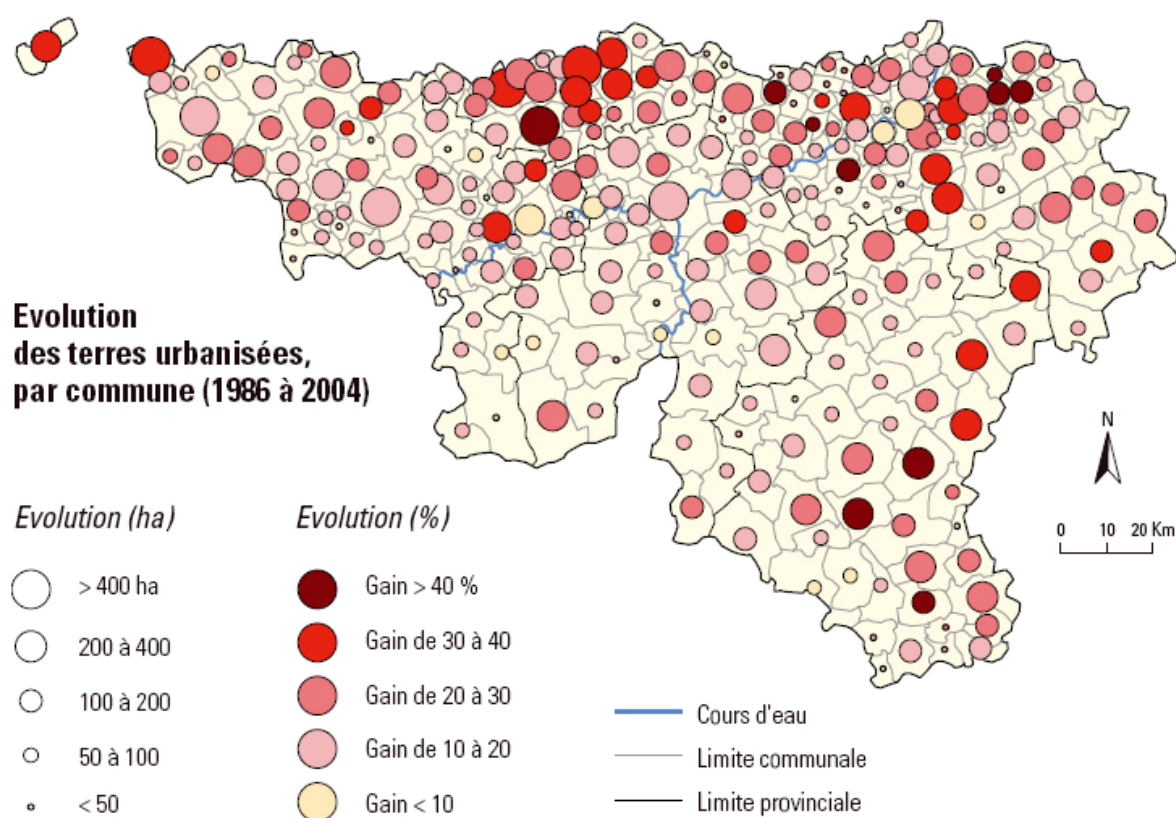 Evolution
des terres urbanisées,
par commune (1986 à 2004)
Evolution (ha)
> 400 ha
200 à 400
100 à 200
50 à 100
< 50
Evolution (%)
Gain > 40 %
Gain de 30 à 40
Gain de 20 à 30
Gain de 10 à 20
Gain < 10
Cours d'eau
Limite communale
Limite provinciale
N
0 10 20 Km